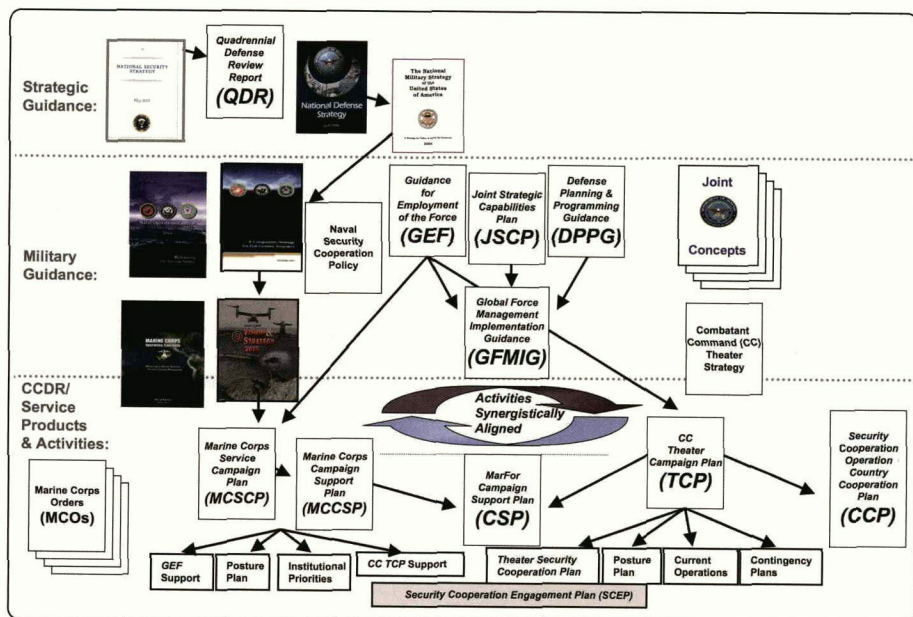 NATIONAL SECURITY
STRATEGY
May 2010
Quadrennial
Defense
Review
Report
(QDR)
National Defense
Strategy
The National
Military Strategy
of the
United States
of America
2004
Strategic
Guidance:
Military
Guidance:
Naval
Security
Cooperation
Policy
Guidance
for
Employment
of the Force
(GEF)
Joint Strategic
Capabilities
Plan
(JSCP)
Defense
Planning &
Programming
Guidance
(DPPG)
Joint
Concepts
Global Force
Management
Implementation
Guidance
(GFMIG)
Combatant
Command (CC)
Theater
Strategy
MARINE CORPS
Vision &
Strategy
2025
CCDR/
Service
Products
& Activities:
Activities
Synergistically
Aligned
Marine Corps
Orders
(MCOs)
Marine Corps
Service
Campaign
Plan
(MCSCP)
Marine Corps
Campaign
Support
Plan
(MCCSP)
MarFor
Campaign
Support Plan
(CSP)
CC
Theater
Campaign Plan
(TCP)
Security
Cooperation
Operation
Country
Cooperation
Plan
(CCP)
GEF
Support
Posture
Plan
Institutional
Priorities
CC TCP Support
Theater Security
Cooperation Plan
Posture
Plan
Current
Operations
Contingency
Plans
Security Cooperation Engagement Plan (SCEP)